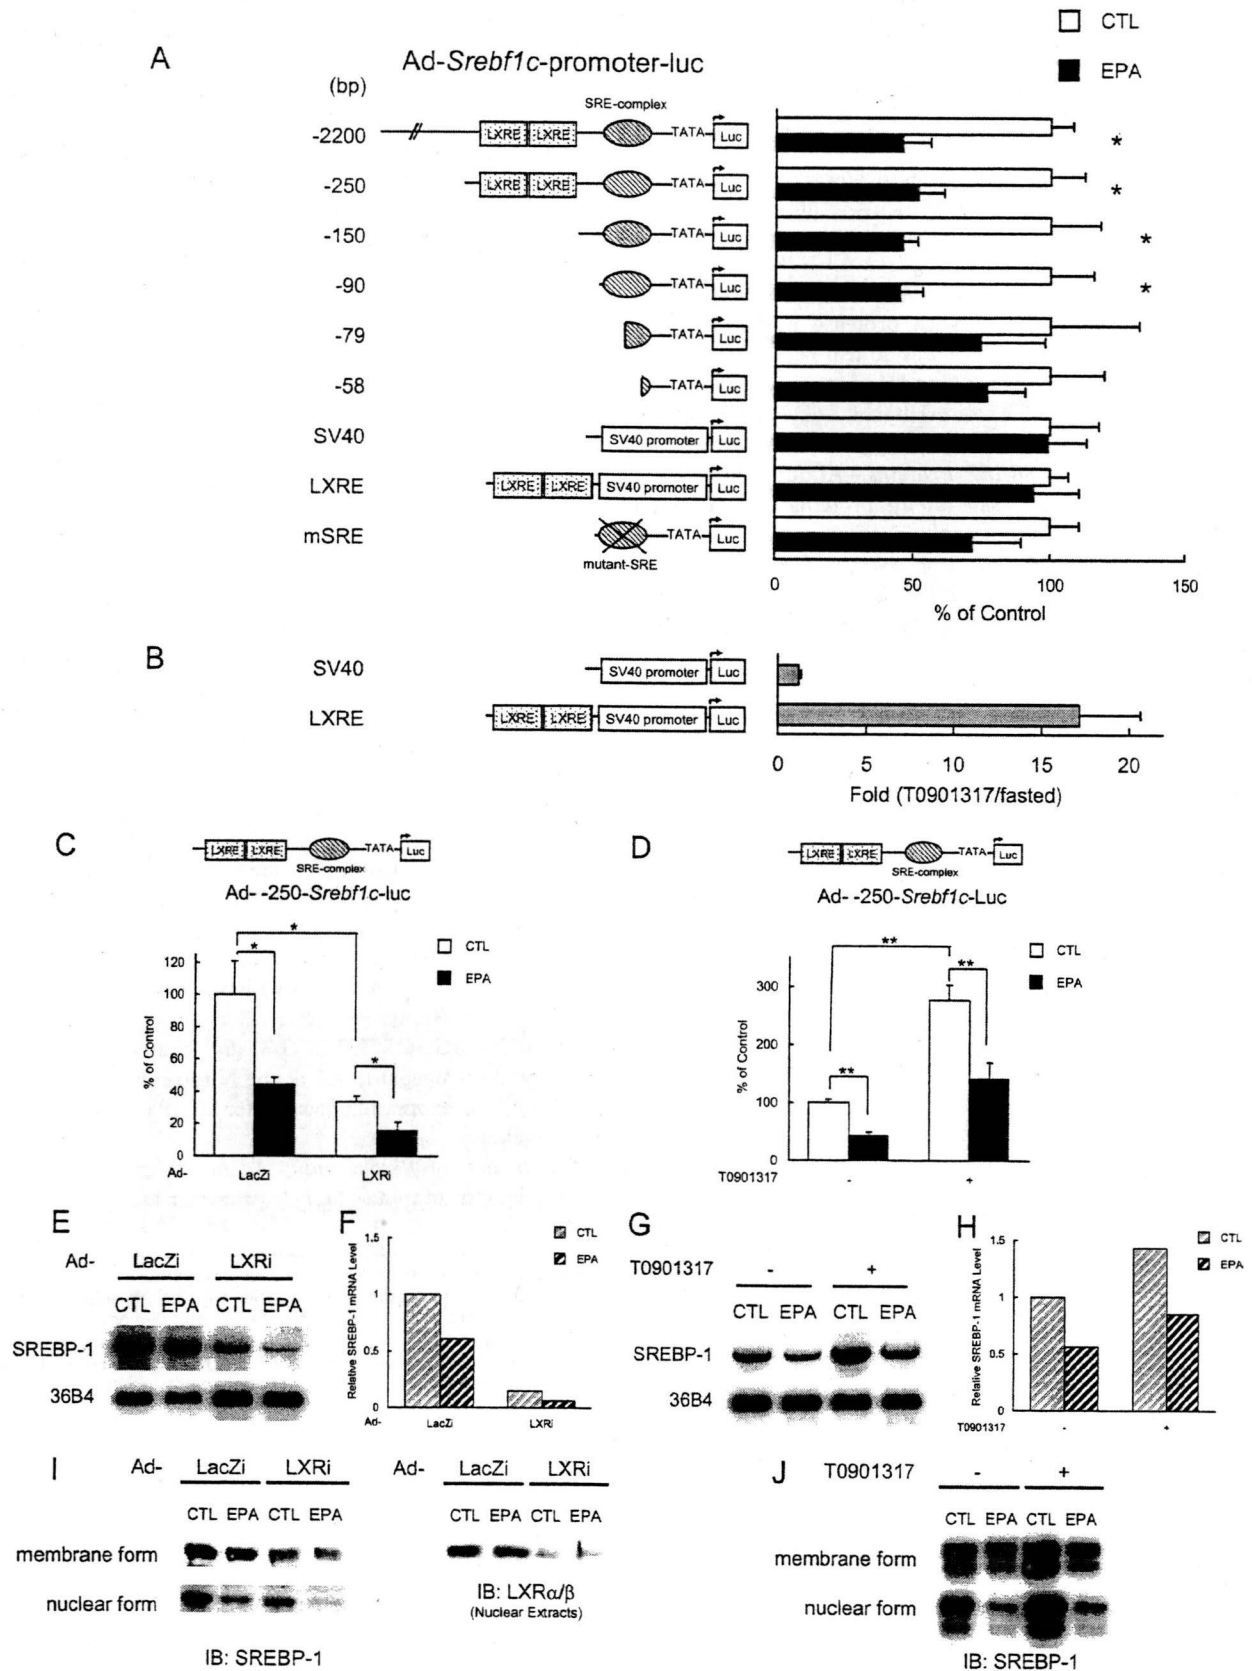 CTL
EPA
A
Ad-Srebf1c-promoter-luc
(bp)
SRE-complex
-2200
LXRE LXRE TATA Luc
*
-250
LXRE LXRE TATA Luc
*
-150
TATA Luc
*
-90
TATA Luc
*
-79
TATA Luc
-58
TATA Luc
SV40
SV40 promoter Luc
LXRE
LXRE LXRE SV40 promoter Luc
mSRE
TATA Luc
mutant-SRE
0 50 100 150
% of Control
B
SV40
SV40 promoter Luc
LXRE
LXRE LXRE SV40 promoter Luc
0 5 10 15 20
Fold (T0901317/fasted)
C
LXRE LXRE TATA Luc
SRE-complex
Ad- -250-Srebf1c-luc
*
*
*
CTL
EPA
% of Control
120
100
80
60
40
20
0
Ad-
LacZi
LXRi
D
LXRE LXRE TATA Luc
SRE-complex
Ad- -250-Srebf1c-Luc
**
**
**
CTL
EPA
% of Control
300
200
100
0
T0901317
-
+
E
Ad-
LacZi LXRi
CTL EPA CTL EPA
SREBP-1
36B4
F
CTL
EPA
Relative SREBP-1 mRNA Level
1.5
1
0.5
0
Ad-
LacZi
LXRi
G
T0901317
- +
CTL EPA CTL EPA
SREBP-1
36B4
H
CTL
EPA
Relative SREBP-1 mRNA Level
1.5
1
0.5
0
T0901317
-
+
I
Ad-
LacZi LXRi
CTL EPA CTL EPA
membrane form
nuclear form
IB: SREBP-1
Ad-
LacZi LXRi
CTL EPA CTL EPA
IB: LXRα/β
(Nuclear Extracts)
J
T0901317
- +
CTL EPA CTL EPA
membrane form
nuclear form
IB: SREBP-1